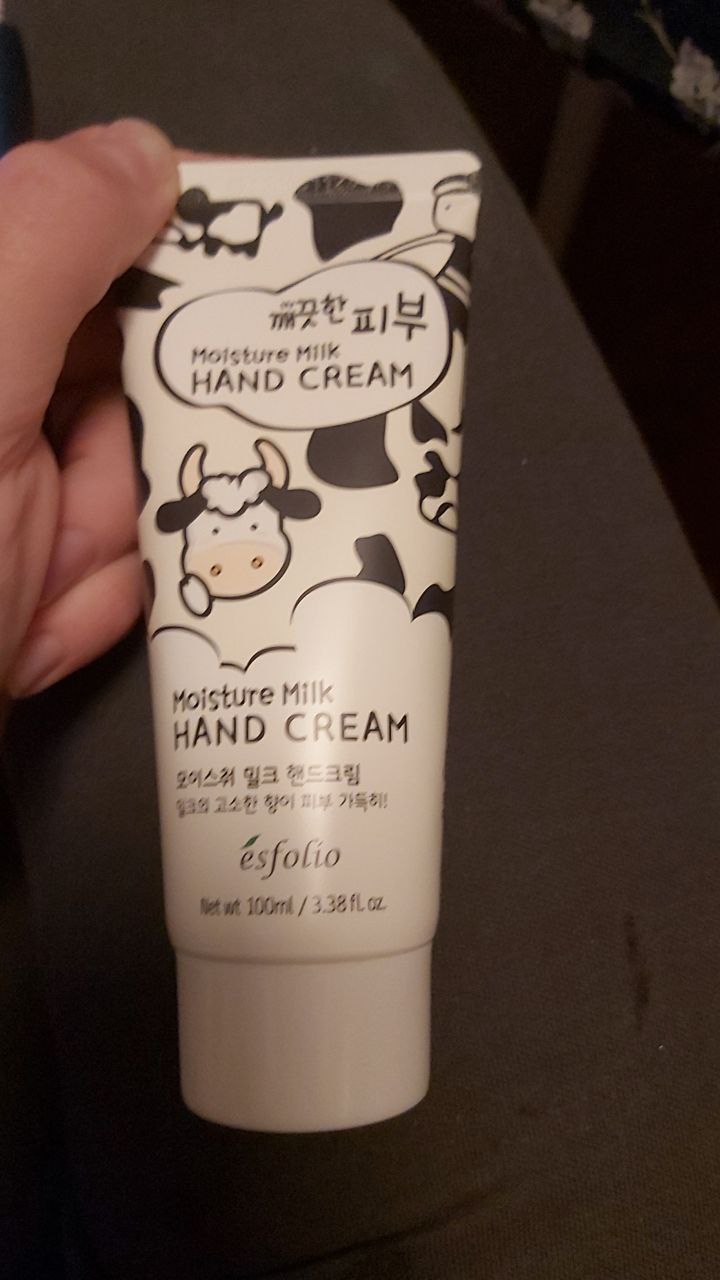 깨끗한 피부
Moisture Milk
HAND CREAM
Moisture Milk
HAND CREAM
모이스춰 밀크 핸드크림
밀크의 고소한 향이 피부 가득히!
esfolio
Net wt 100ml / 3.38 fl. oz.